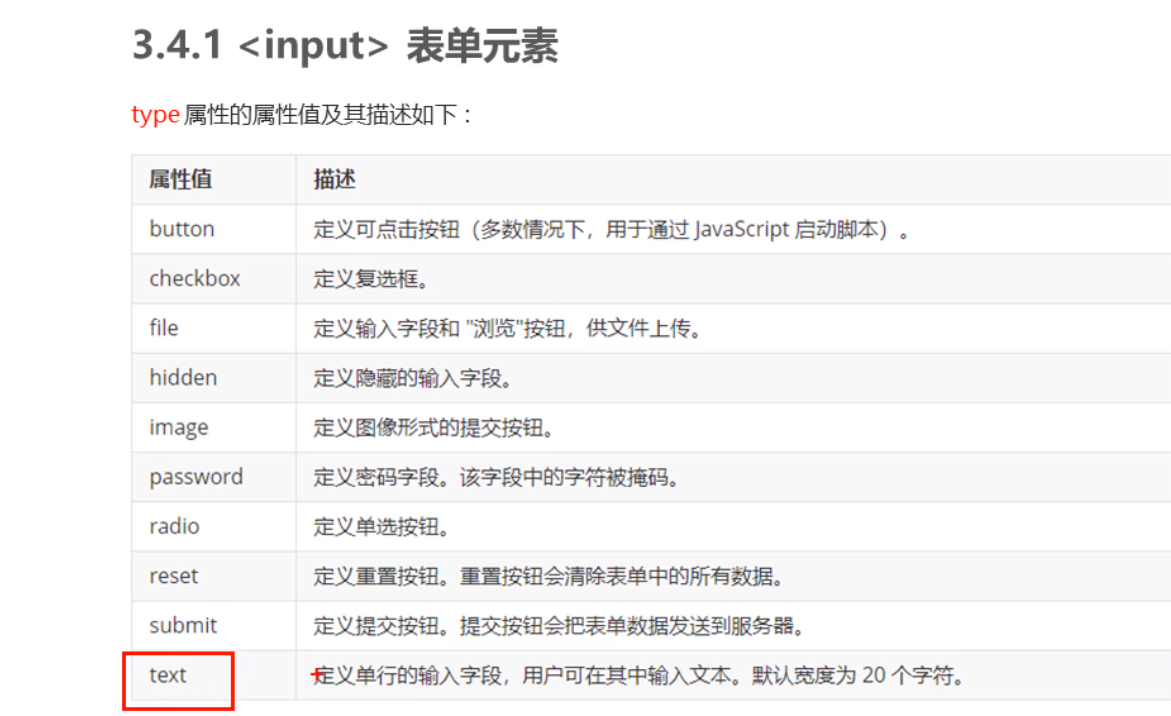 3.4.1 <input> 表单元素
type 属性的属性值及其描述如下：
属性值 描述
button 定义可点击按钮（多数情况下，用于通过 JavaScript 启动脚本）。
checkbox 定义复选框。
file 定义输入字段和 "浏览"按钮，供文件上传。
hidden 定义隐藏的输入字段。
image 定义图像形式的提交按钮。
password 定义密码字段。该字段中的字符被掩码。
radio 定义单选按钮。
reset 定义重置按钮。重置按钮会清除表单中的所有数据。
submit 定义提交按钮。提交按钮会把表单数据发送到服务器。
text 定义单行的输入字段，用户可在其中输入文本。默认宽度为 20 个字符。